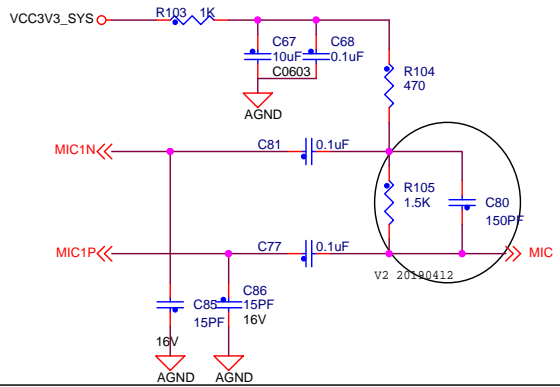 VCC3V3_SYS
R103 1K
C67
10uF
C0603
C68
0.1uF
AGND
R104
470
MIC1N
C81
0.1uF
R105
1.5K
C80
150PF
MIC1P
C77
0.1uF
MIC
V2 20190412
C85
15PF
16V
C86
15PF
16V
AGND
AGND